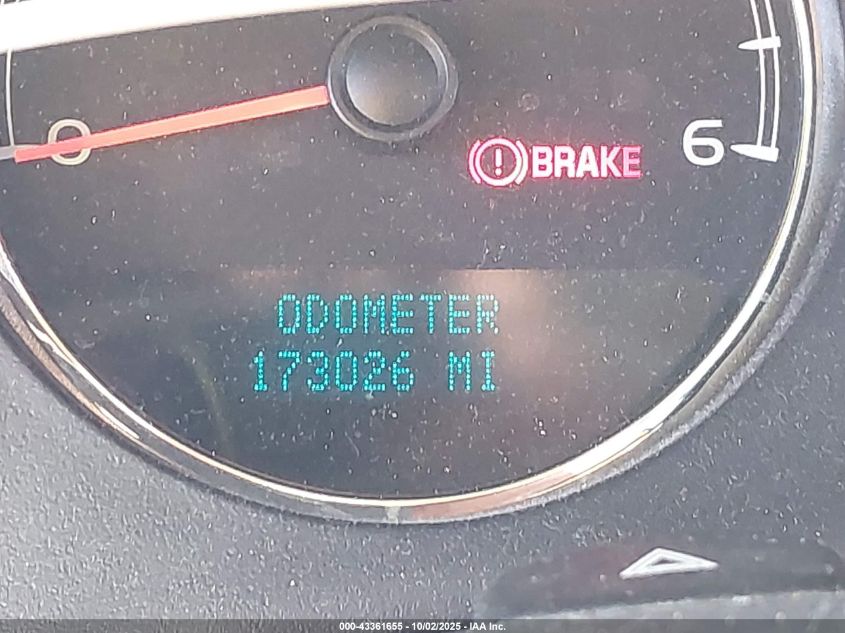 0
BRAKE
6
ODOMETER
173026 MI
000-43361655 - 10/02/2025 - IAA Inc.